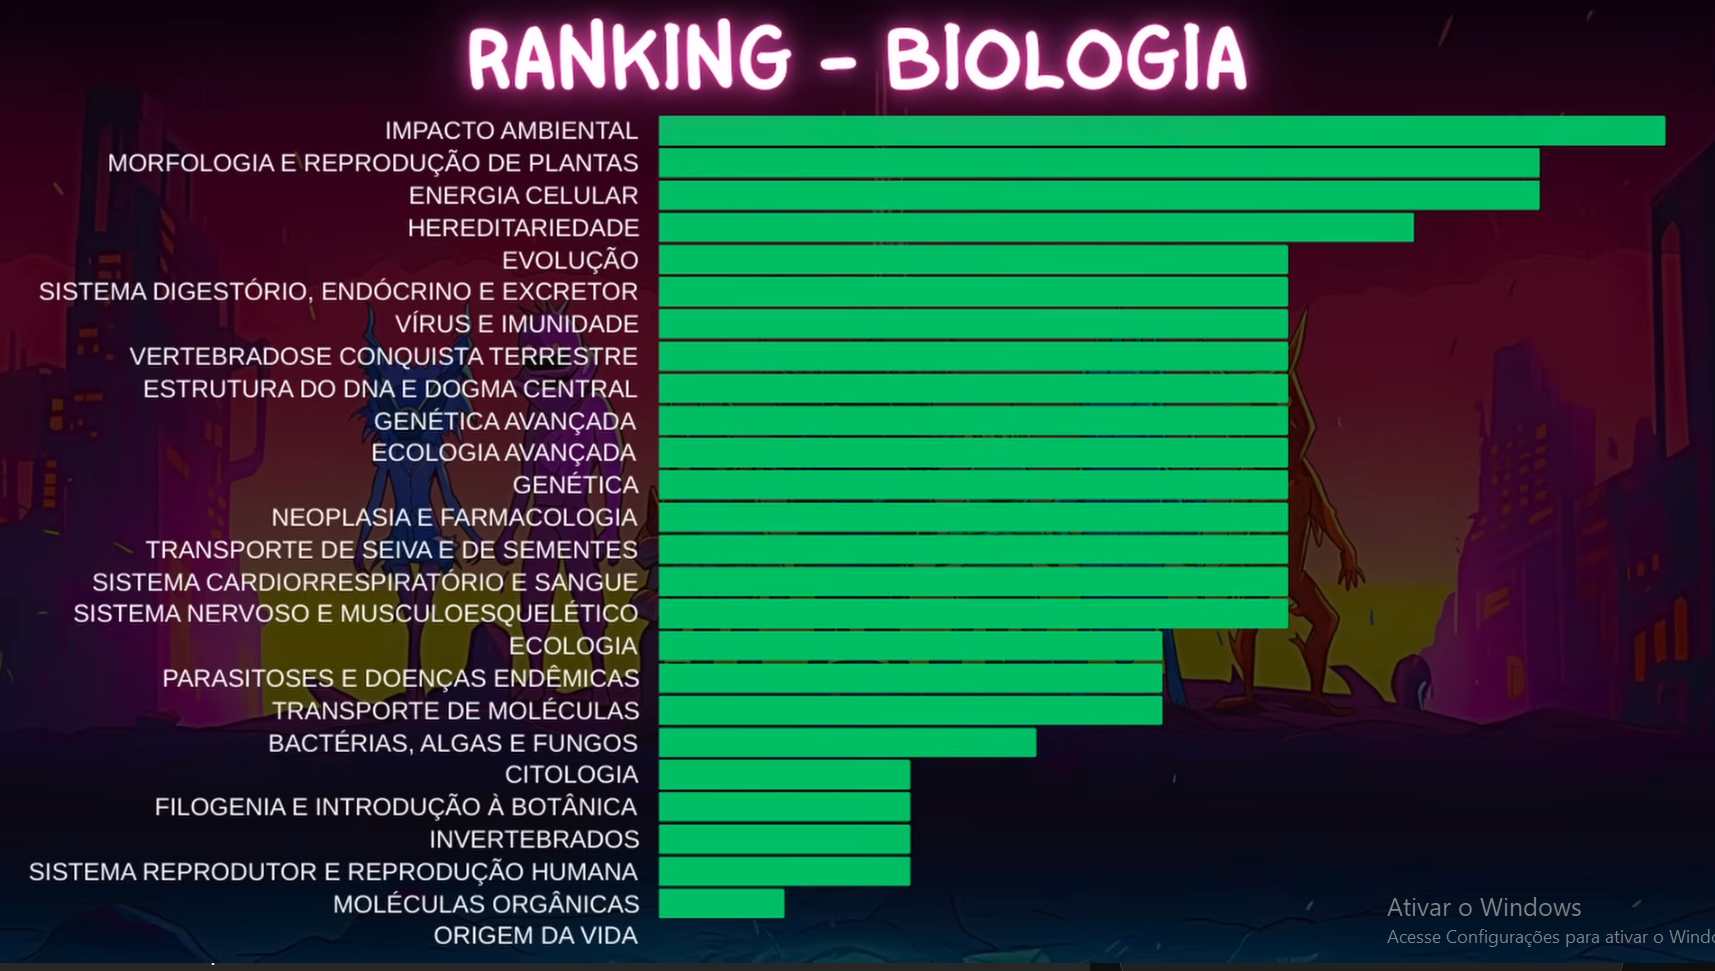 RANKING - BIOLOGIA
IMPACTO AMBIENTAL
MORFOLOGIA E REPRODUÇÃO DE PLANTAS
ENERGIA CELULAR
HEREDITARIEDADE
EVOLUÇÃO
SISTEMA DIGESTÓRIO, ENDÓCRINO E EXCRETOR
VÍRUS E IMUNIDADE
VERTEBRADOSE CONQUISTA TERRESTRE
ESTRUTURA DO DNA E DOGMA CENTRAL
GENÉTICA AVANÇADA
ECOLOGIA AVANÇADA
GENÉTICA
NEOPLASIA E FARMACOLOGIA
TRANSPORTE DE SEIVA E DE SEMENTES
SISTEMA CARDIORRESPIRATÓRIO E SANGUE
SISTEMA NERVOSO E MUSCULOESQUELÉTICO
ECOLOGIA
PARASITOSES E DOENÇAS ENDÊMICAS
TRANSPORTE DE MOLÉCULAS
BACTÉRIAS, ALGAS E FUNGOS
CITOLOGIA
FILOGENIA E INTRODUÇÃO À BOTÂNICA
INVERTEBRADOS
SISTEMA REPRODUTOR E REPRODUÇÃO HUMANA
MOLÉCULAS ORGÂNICAS
ORIGEM DA VIDA
Ativar o Windows
Acesse Configurações para ativar o Windo